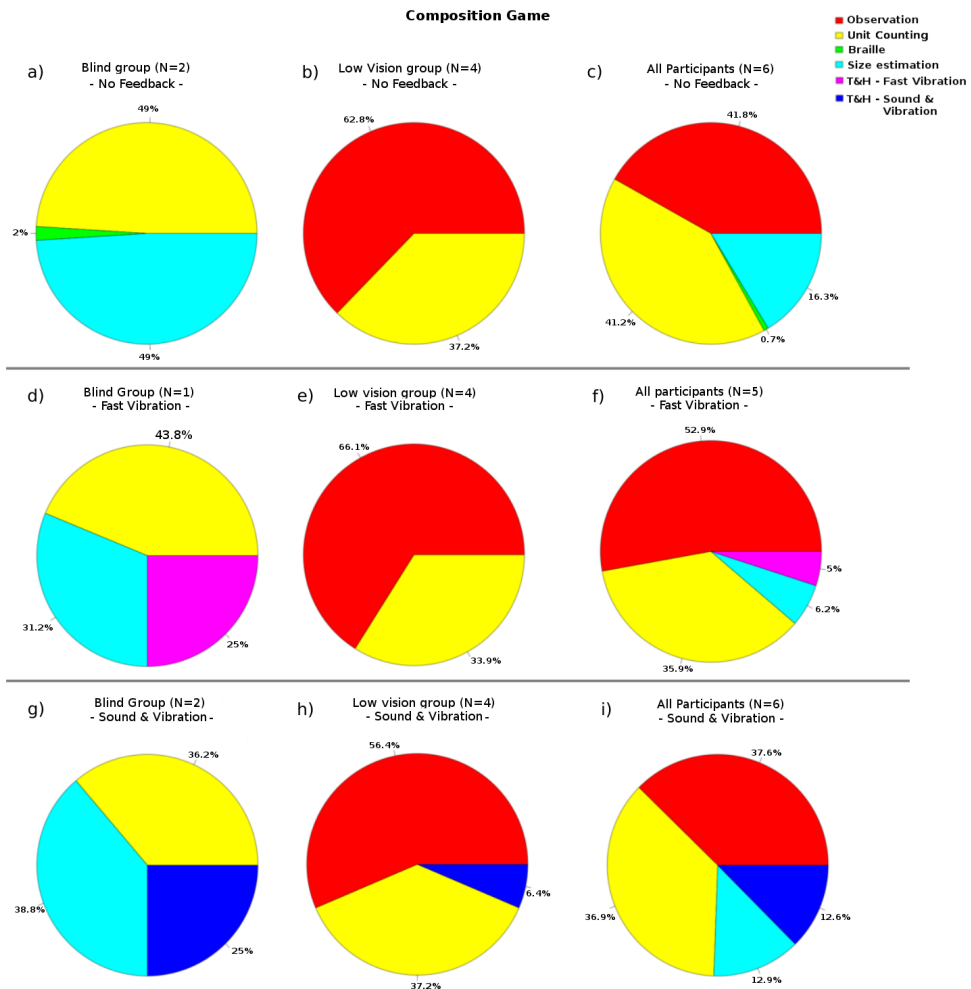 Composition Game
Observation
Unit Counting
Braille
Size estimation
T&H - Fast Vibration
T&H - Sound &
Vibration
a)
Blind group (N=2)
- No Feedback -
49%
2%
49%
b)
Low Vision group (N=4)
- No Feedback -
62.8%
37.2%
c)
All Participants (N=6)
- No Feedback -
41.8%
41.2%
16.3%
0.7%
d)
Blind Group (N=1)
- Fast Vibration -
43.8%
31.2%
25%
e)
Low vision group (N=4)
- Fast Vibration -
66.1%
33.9%
f)
All participants (N=5)
- Fast Vibration -
52.9%
5%
6.2%
35.9%
g)
Blind Group (N=2)
- Sound & Vibration -
36.2%
38.8%
25%
h)
Low vision group (N=4)
- Sound & Vibration -
56.4%
6.4%
37.2%
i)
All Participants (N=6)
- Sound & Vibration -
37.6%
36.9%
12.6%
12.9%